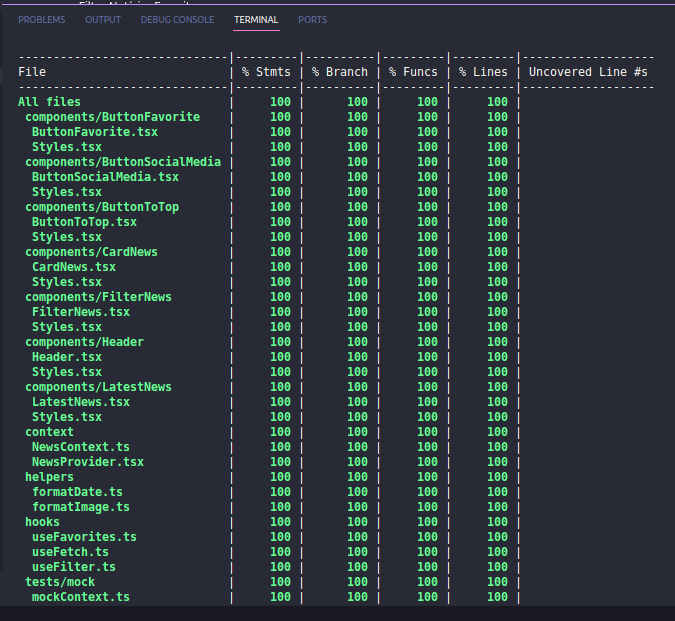 PROBLEMS OUTPUT DEBUG CONSOLE TERMINAL PORTS
------------------------------|---------|----------|---------|---------|-------------------
File | % Stmts | % Branch | % Funcs | % Lines | Uncovered Line #s
------------------------------|---------|----------|---------|---------|-------------------
All files | 100 | 100 | 100 | 100 |
components/ButtonFavorite | 100 | 100 | 100 | 100 |
ButtonFavorite.tsx | 100 | 100 | 100 | 100 |
Styles.tsx | 100 | 100 | 100 | 100 |
components/ButtonSocialMedia | 100 | 100 | 100 | 100 |
ButtonSocialMedia.tsx | 100 | 100 | 100 | 100 |
Styles.tsx | 100 | 100 | 100 | 100 |
components/ButtonToTop | 100 | 100 | 100 | 100 |
ButtonToTop.tsx | 100 | 100 | 100 | 100 |
Styles.tsx | 100 | 100 | 100 | 100 |
components/CardNews | 100 | 100 | 100 | 100 |
CardNews.tsx | 100 | 100 | 100 | 100 |
Styles.tsx | 100 | 100 | 100 | 100 |
components/FilterNews | 100 | 100 | 100 | 100 |
FilterNews.tsx | 100 | 100 | 100 | 100 |
Styles.tsx | 100 | 100 | 100 | 100 |
components/Header | 100 | 100 | 100 | 100 |
Header.tsx | 100 | 100 | 100 | 100 |
Styles.tsx | 100 | 100 | 100 | 100 |
components/LatestNews | 100 | 100 | 100 | 100 |
LatestNews.tsx | 100 | 100 | 100 | 100 |
Styles.tsx | 100 | 100 | 100 | 100 |
context | 100 | 100 | 100 | 100 |
NewsContext.ts | 100 | 100 | 100 | 100 |
NewsProvider.tsx | 100 | 100 | 100 | 100 |
helpers | 100 | 100 | 100 | 100 |
formatDate.ts | 100 | 100 | 100 | 100 |
formatImage.ts | 100 | 100 | 100 | 100 |
hooks | 100 | 100 | 100 | 100 |
useFavorites.ts | 100 | 100 | 100 | 100 |
useFetch.ts | 100 | 100 | 100 | 100 |
useFilter.ts | 100 | 100 | 100 | 100 |
tests/mock | 100 | 100 | 100 | 100 |
mockContext.ts | 100 | 100 | 100 | 100 |